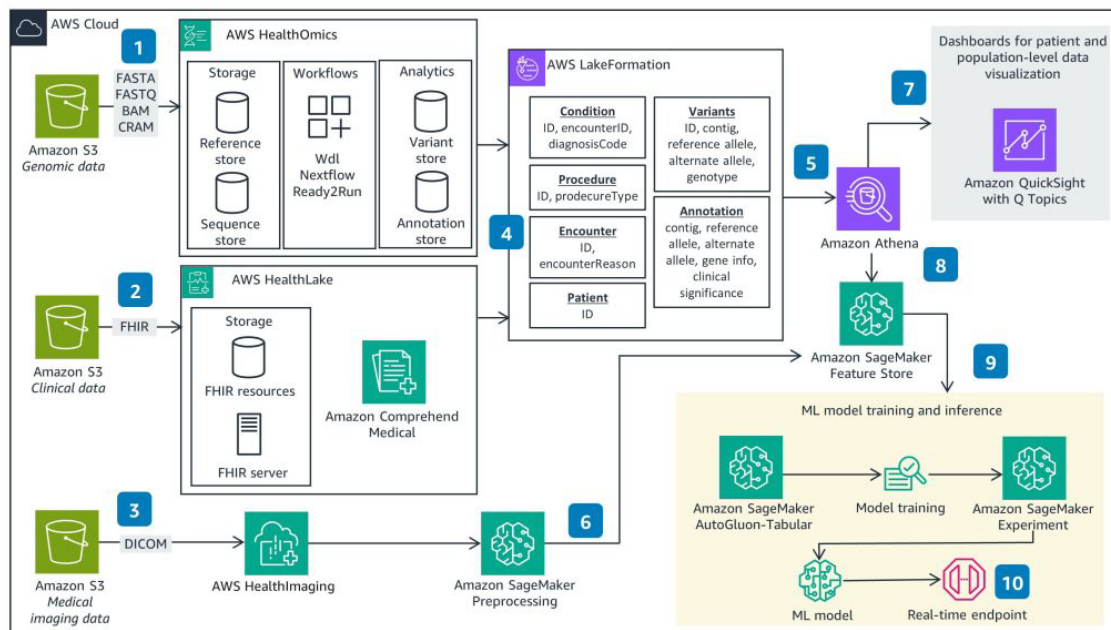 AWS Cloud
1
FASTA
FASTQ
BAM
CRAM
Amazon S3
Genomic data
AWS HealthOmics
Storage
Reference
store
Sequence
store
Workflows
Wdl
Nextflow
Ready2Run
Analytics
Variant
store
Annotation
store
2
FHIR
Amazon S3
Clinical data
AWS HealthLake
Storage
FHIR resources
FHIR server
Amazon Comprehend
Medical
3
DICOM
Amazon S3
Medical
imaging data
AWS HealthImaging
Amazon SageMaker
Preprocessing
4
AWS LakeFormation
Condition
ID, encounterID,
diagnosisCode
Procedure
ID, prodecureType
Encounter
ID,
encounterReason
Patient
ID
Variants
ID, contig,
reference allele,
alternate allele,
genotype
Annotation
contig, reference
allele, alternate
allele, gene info,
clinical
significance
5
Amazon Athena
6
7
Dashboards for patient and
population-level data
visualization
Amazon QuickSight
with Q Topics
8
Amazon SageMaker
Feature Store
9
ML model training and inference
Amazon SageMaker
AutoGluon-Tabular
Model training
Amazon SageMaker
Experiment
ML model
Real-time endpoint
10